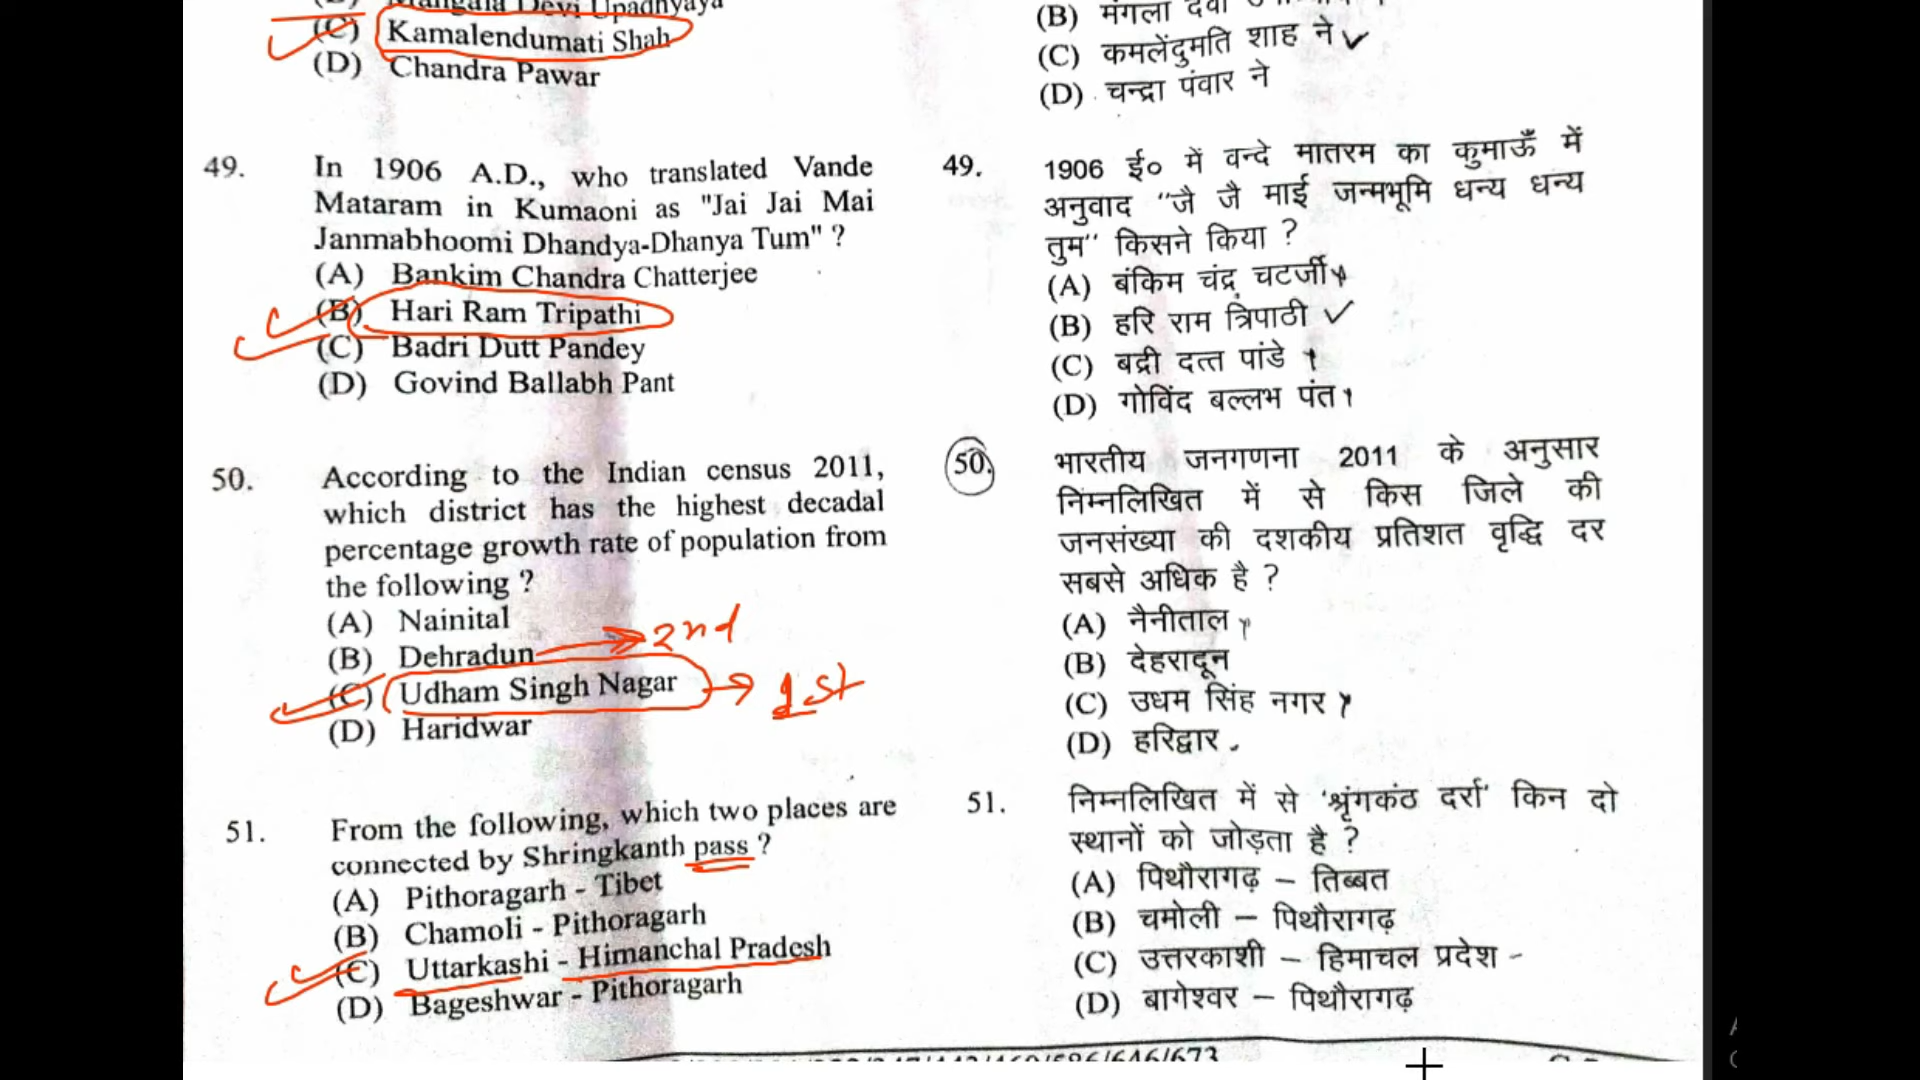 Mangala Devi Upadhyaya
(C) Kamalendumati Shah
(D) Chandra Pawar
49. In 1906 A.D., who translated Vande
Mataram in Kumaoni as "Jai Jai Mai
Janmabhoomi Dhandya-Dhanya Tum" ?
(A) Bankim Chandra Chatterjee
(B) Hari Ram Tripathi
(C) Badri Dutt Pandey
(D) Govind Ballabh Pant
50. According to the Indian census 2011,
which district has the highest decadal
percentage growth rate of population from
the following ?
(A) Nainital
(B) Dehradun 2nd
(C) Udham Singh Nagar 1st
(D) Haridwar
51. From the following, which two places are
connected by Shringkanth pass ?
(A) Pithoragarh - Tibet
(B) Chamoli - Pithoragarh
(C) Uttarkashi - Himanchal Pradesh
(D) Bageshwar - Pithoragarh
(B) मंगला देवी
(C) कमलेंदुमति शाह ने
(D) चन्द्रा पंवार ने
49. 1906 ई० में वन्दे मातरम का कुमाऊँ में
अनुवाद "जै जै माई जन्मभूमि धन्य धन्य
तुम" किसने किया ?
(A) बंकिम चंद्र चटर्जी
(B) हरि राम त्रिपाठी
(C) बद्री दत्त पांडे
(D) गोविंद बल्लभ पंत
50. भारतीय जनगणना 2011 के अनुसार
निम्नलिखित में से किस जिले की
जनसंख्या की दशकीय प्रतिशत वृद्धि दर
सबसे अधिक है ?
(A) नैनीताल
(B) देहरादून
(C) उधम सिंह नगर
(D) हरिद्वार
51. निम्नलिखित में से 'श्रृंगकंठ दर्रा' किन दो
स्थानों को जोड़ता है ?
(A) पिथौरागढ़ – तिब्बत
(B) चमोली – पिथौरागढ़
(C) उत्तरकाशी – हिमाचल प्रदेश
(D) बागेश्वर – पिथौरागढ़